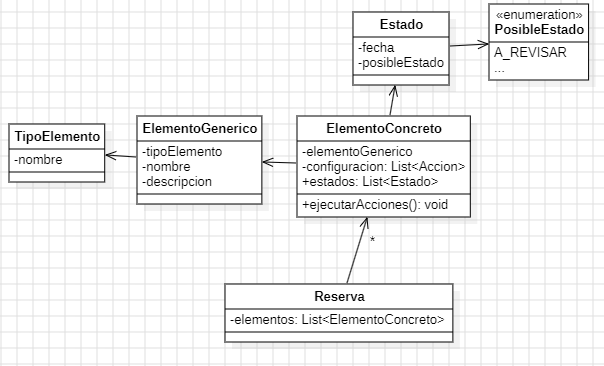 Estado
-fecha
-posibleEstado
«enumeration»
PosibleEstado
A_REVISAR
...
TipoElemento
-nombre
ElementoGenerico
-tipoElemento
-nombre
-descripcion
ElementoConcreto
-elementoGenerico
-configuracion: List<Accion>
+estados: List<Estado>
+ejecutarAcciones(): void
*
Reserva
-elementos: List<ElementoConcreto>